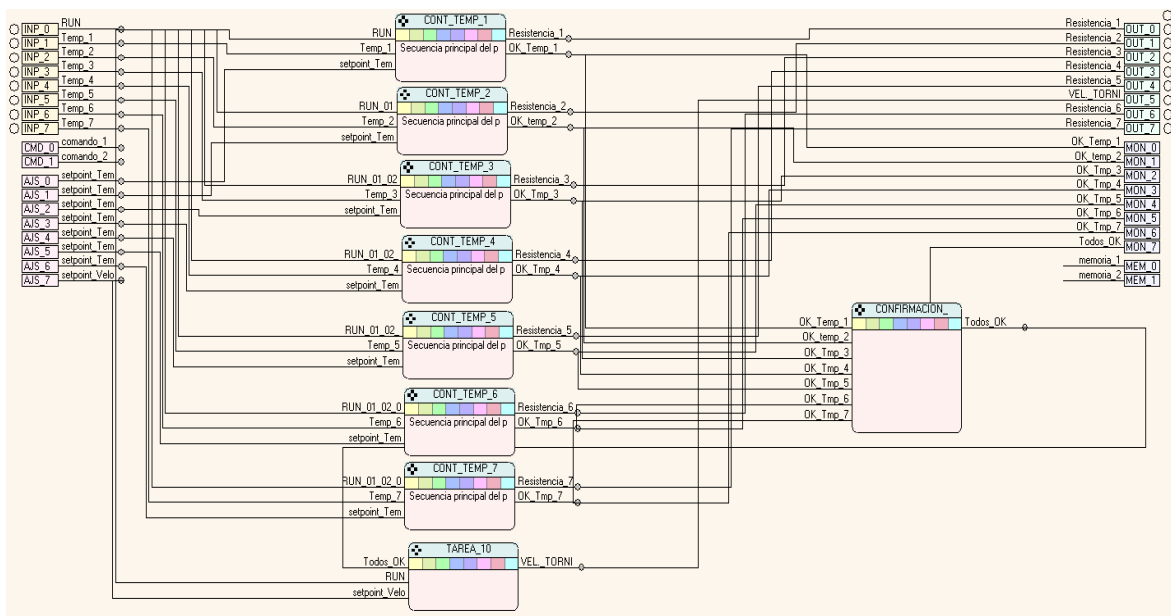 INP_0 RUN
INP_1 Temp_1
INP_2 Temp_2
INP_3 Temp_3
INP_4 Temp_4
INP_5 Temp_5
INP_6 Temp_6
INP_7 Temp_7
CMD_0 comando_1
CMD_1 comando_2
AJS_0 setpoint_Tem
AJS_1 setpoint_Tem
AJS_2 setpoint_Tem
AJS_3 setpoint_Tem
AJS_4 setpoint_Tem
AJS_5 setpoint_Tem
AJS_6 setpoint_Tem
AJS_7 setpoint_Velo
CONT_TEMP_1
RUN Resistencia_1
Temp_1 Secuencia principal del p OK_Temp_1
setpoint_Tem
CONT_TEMP_2
RUN_01 Resistencia_2
Temp_2 Secuencia principal del p OK_temp_2
setpoint_Tem
CONT_TEMP_3
RUN_01_02 Resistencia_3
Temp_3 Secuencia principal del p OK_Tmp_3
setpoint_Tem
CONT_TEMP_4
RUN_01_02 Resistencia_4
Temp_4 Secuencia principal del p OK_Tmp_4
setpoint_Tem
CONT_TEMP_5
RUN_01_02 Resistencia_5
Temp_5 Secuencia principal del p OK_Tmp_5
setpoint_Tem
CONT_TEMP_6
RUN_01_02_0 Resistencia_6
Temp_6 Secuencia principal del p OK_Tmp_6
setpoint_Tem
CONT_TEMP_7
RUN_01_02_0 Resistencia_7
Temp_7 Secuencia principal del p OK_Tmp_7
setpoint_Tem
TAREA_10
Todos_OK VEL._TORNI
RUN
setpoint_Velo
CONFIRMACION_
OK_Temp_1 Todos_OK
OK_temp_2
OK_Tmp_3
OK_Tmp_4
OK_Tmp_5
OK_Tmp_6
OK_Tmp_7
Resistencia_1 OUT_0
Resistencia_2 OUT_1
Resistencia_3 OUT_2
Resistencia_4 OUT_3
Resistencia_5 OUT_4
VEL._TORNI OUT_5
Resistencia_6 OUT_6
Resistencia_7 OUT_7
OK_Temp_1 MON_0
OK_temp_2 MON_1
OK_Tmp_3 MON_2
OK_Tmp_4 MON_3
OK_Tmp_5 MON_4
OK_Tmp_6 MON_5
OK_Tmp_7 MON_6
Todos_OK MON_7
memoria_1 MEM_0
memoria_2 MEM_1